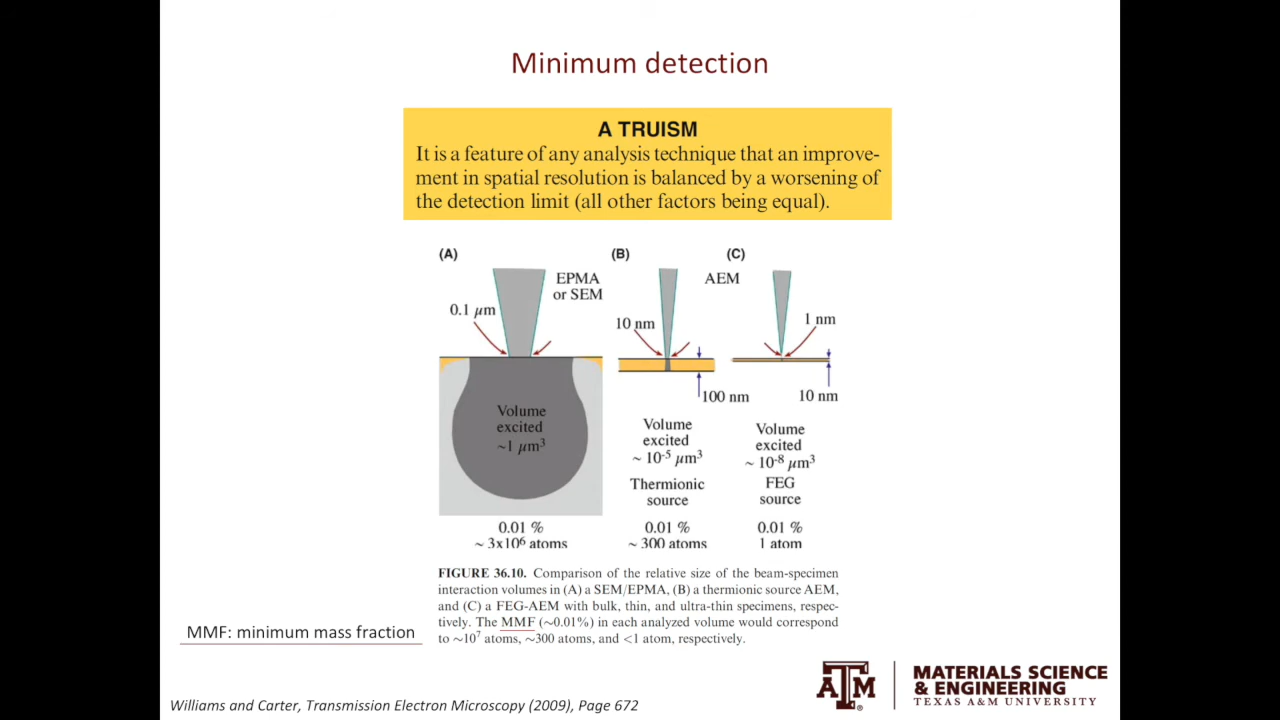 Minimum detection
A TRUISM
It is a feature of any analysis technique that an improve-
ment in spatial resolution is balanced by a worsening of
the detection limit (all other factors being equal).
(A)
EPMA
or SEM
0.1 μm
Volume
excited
~1 μm³
0.01 %
~ 3x10⁶ atoms
(B)
10 nm
100 nm
Volume
excited
~ 10⁻⁵ μm³
Thermionic
source
0.01 %
~ 300 atoms
(C)
AEM
1 nm
10 nm
Volume
excited
~ 10⁻⁸ μm³
FEG
source
0.01 %
1 atom
FIGURE 36.10. Comparison of the relative size of the beam-specimen
interaction volumes in (A) a SEM/EPMA, (B) a thermionic source AEM,
and (C) a FEG-AEM with bulk, thin, and ultra-thin specimens, respec-
tively. The MMF (~0.01%) in each analyzed volume would correspond
to ~10⁷ atoms, ~300 atoms, and <1 atom, respectively.
MMF: minimum mass fraction
Williams and Carter, Transmission Electron Microscopy (2009), Page 672
ATM
MATERIALS SCIENCE
& ENGINEERING
TEXAS A&M UNIVERSITY